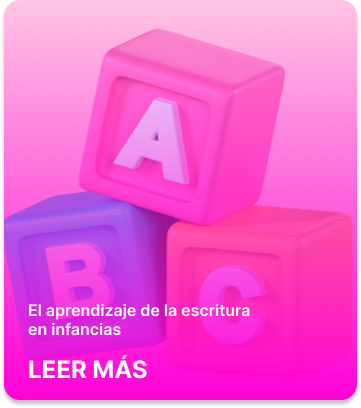 A
B
C
El aprendizaje de la escritura
en infancias
LEER MÁS